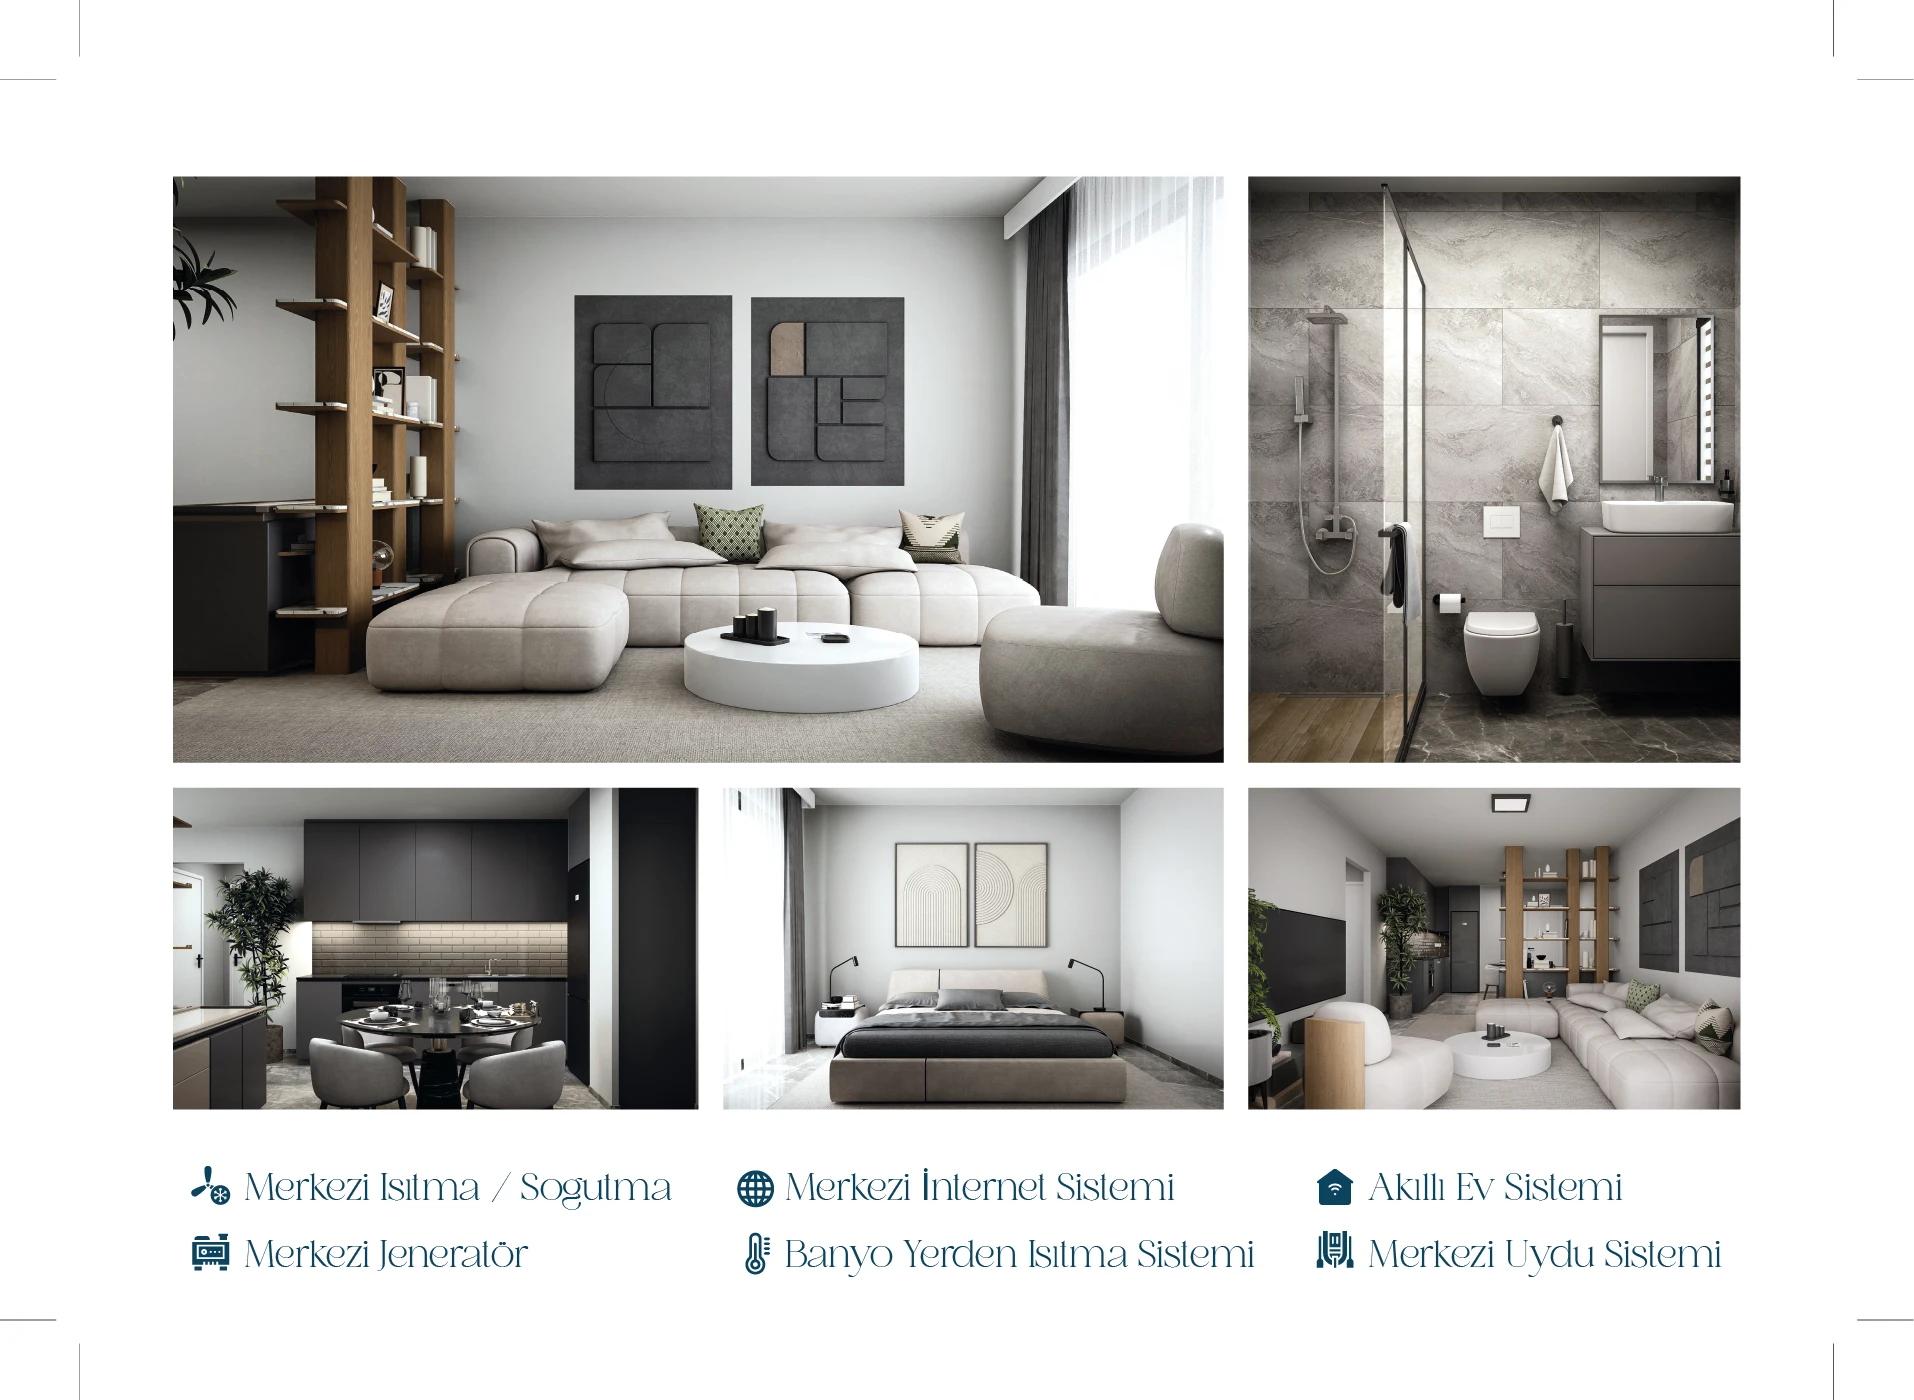 Merkezi Isıtma / Sogutma
Merkezi İnternet Sistemi
Akıllı Ev Sistemi
Merkezi Jeneratör
Banyo Yerden Isıtma Sistemi
Merkezi Uydu Sistemi